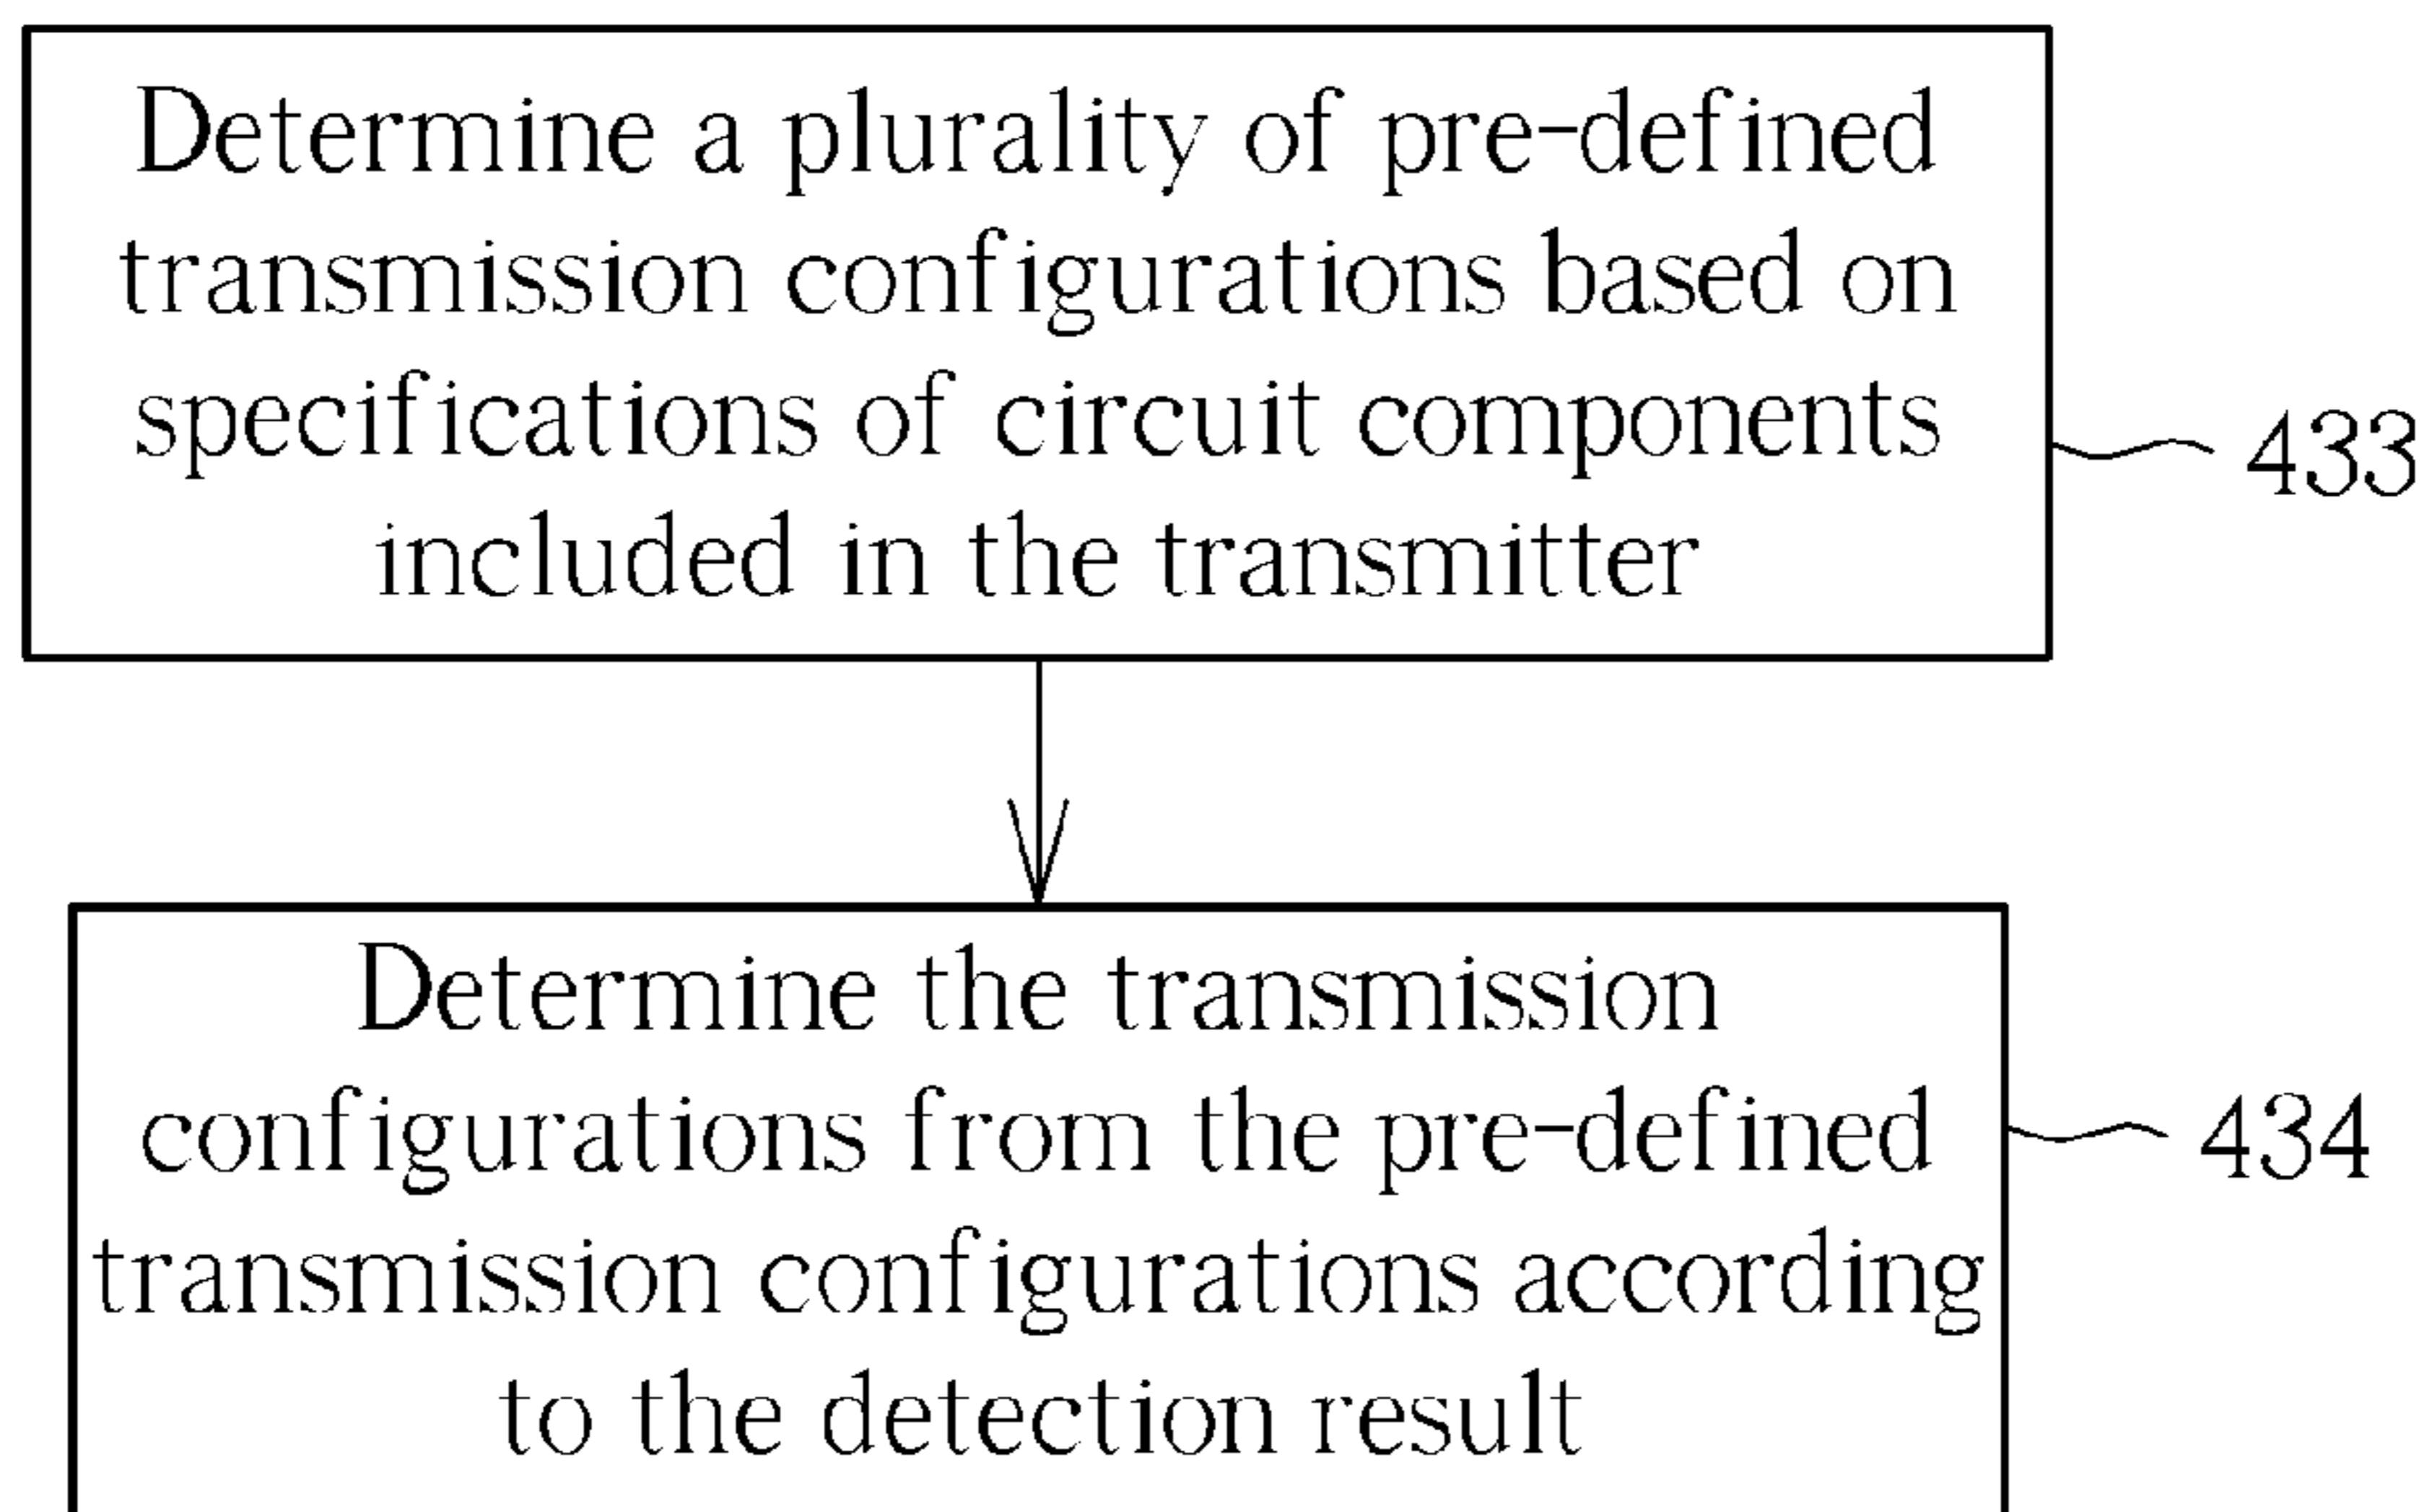 Determine a plurality of pre-defined
transmission configurations based on
specifications of circuit components
included in the transmitter
433
Determine the transmission
configurations from the pre-defined
transmission configurations according
to the detection result
434